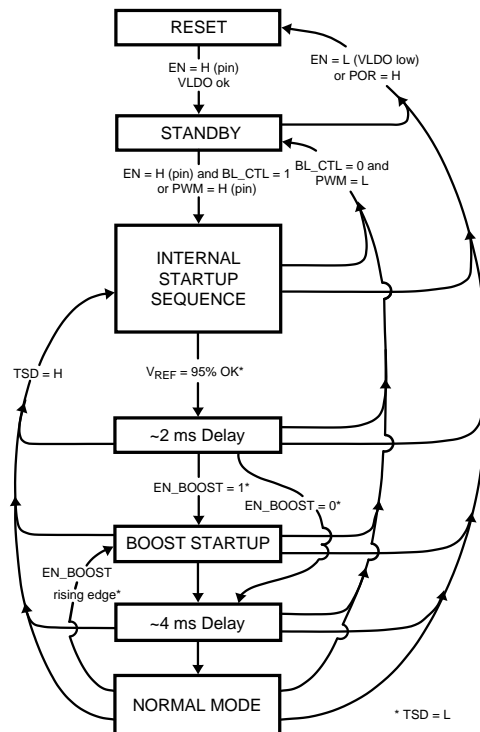 RESET
EN = H (pin)
VLDO ok
EN = L (VLDO low)
or POR = H
STANDBY
EN = H (pin) and BL_CTL = 1
or PWM = H (pin)
BL_CTL = 0 and
PWM = L
INTERNAL
STARTUP
SEQUENCE
TSD = H
VREF = 95% OK*
~2 ms Delay
EN_BOOST = 1*
EN_BOOST = 0*
BOOST STARTUP
EN_BOOST
rising edge*
~4 ms Delay
NORMAL MODE
* TSD = L